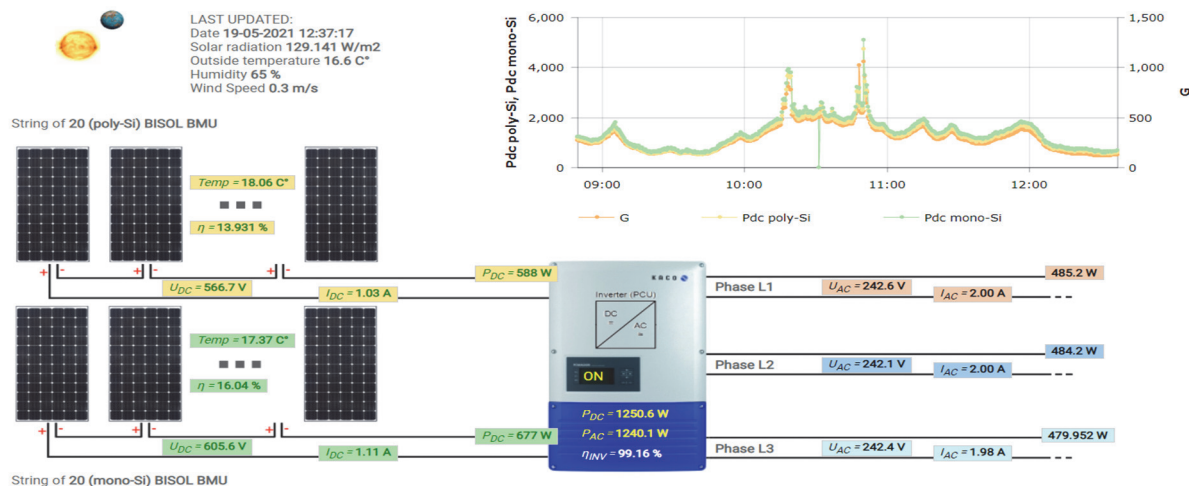 LAST UPDATED:
Date 19-05-2021 12:37:17
Solar radiation 129.141 W/m2
Outside temperature 16.6 C°
Humidity 65 %
Wind Speed 0.3 m/s
Pdc poly-Si, Pdc mono-Si
6,000
4,000
2,000
0
1,500
1,000
500
0
G
09:00
10:00
11:00
12:00
G
Pdc poly-Si
Pdc mono-Si
String of 20 (poly-Si) BISOL BMU
Temp = 18.06 C°
η = 13.931 %
+ - + - + -
PDC = 588 W
UDC = 566.7 V
IDC = 1.03 A
Temp = 17.37 C°
η = 16.04 %
+ - + - + -
PDC = 677 W
UDC = 605.6 V
IDC = 1.11 A
String of 20 (mono-Si) BISOL BMU
KACO
Inverter (PCU)
DC
=
AC
≈
ON
PDC = 1250.6 W
PAC = 1240.1 W
ηINV = 99.16 %
485.2 W
Phase L1
UAC = 242.6 V
IAC = 2.00 A
484.2 W
Phase L2
UAC = 242.1 V
IAC = 2.00 A
479.952 W
Phase L3
UAC = 242.4 V
IAC = 1.98 A